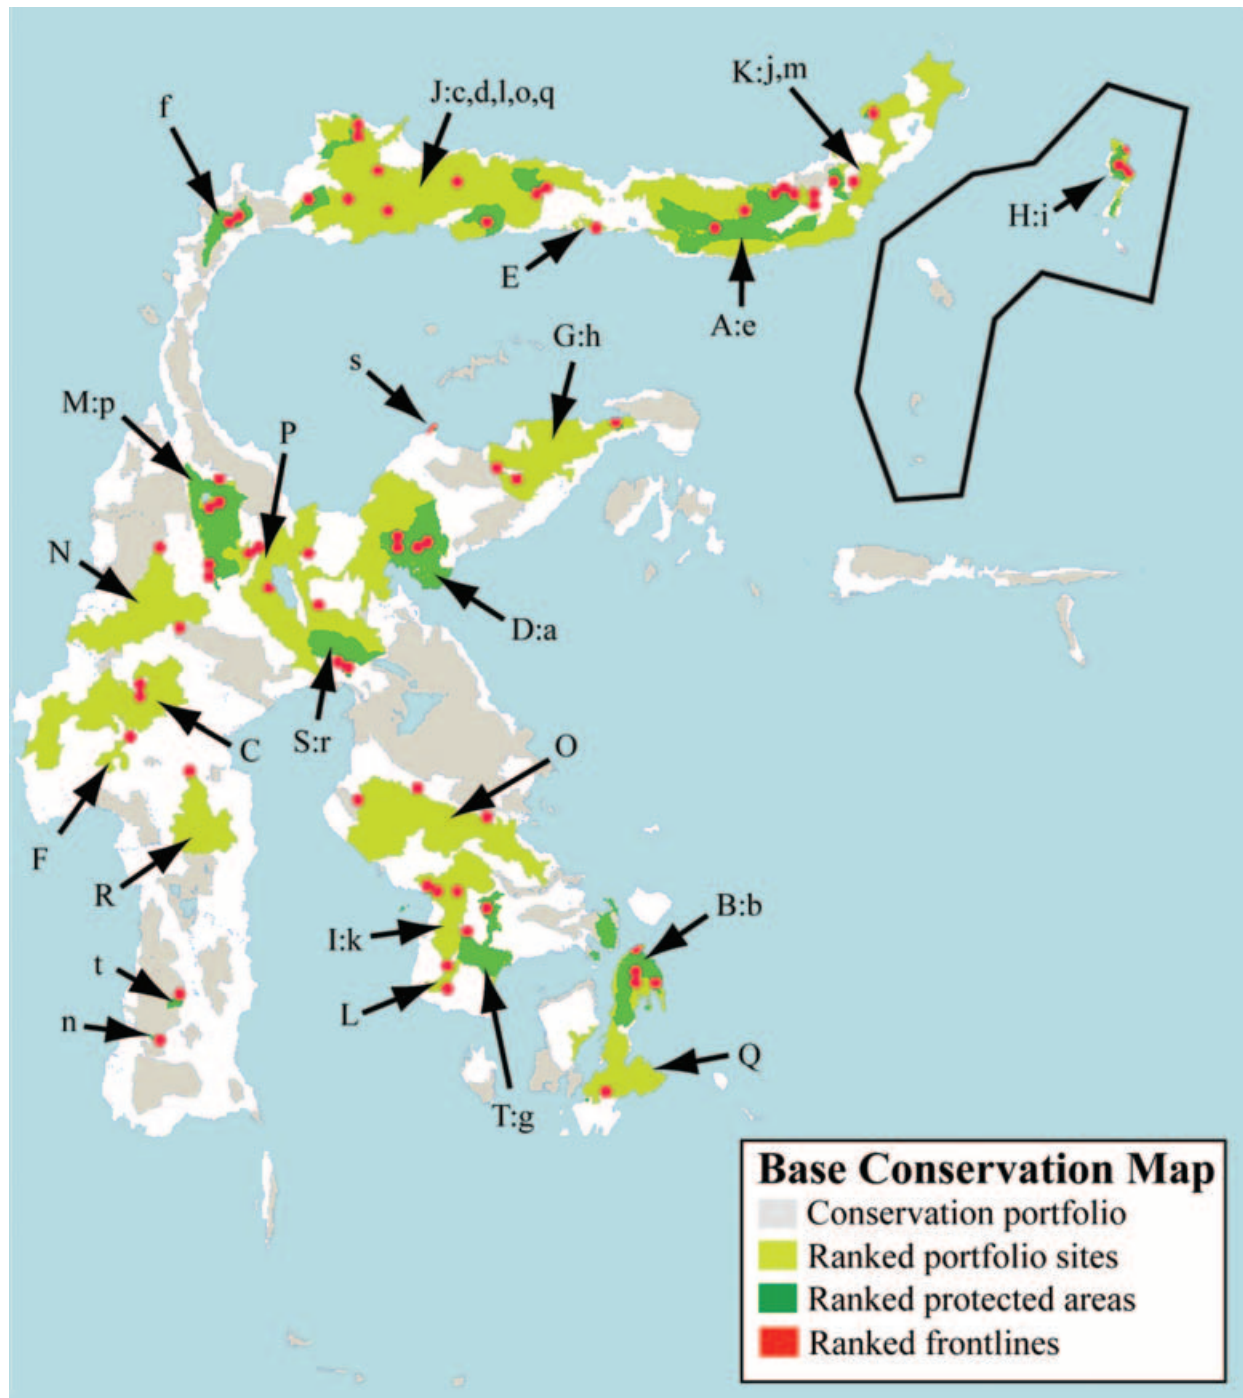 K:j,m
J:c,d,l,o,q
f
H:i
E
A:e
G:h
s
M:p
P
N
D:a
S:r
O
C
F
R
B:b
I:k
t
L
n
Q
T:g
Base Conservation Map
Conservation portfolio
Ranked portfolio sites
Ranked protected areas
Ranked frontlines